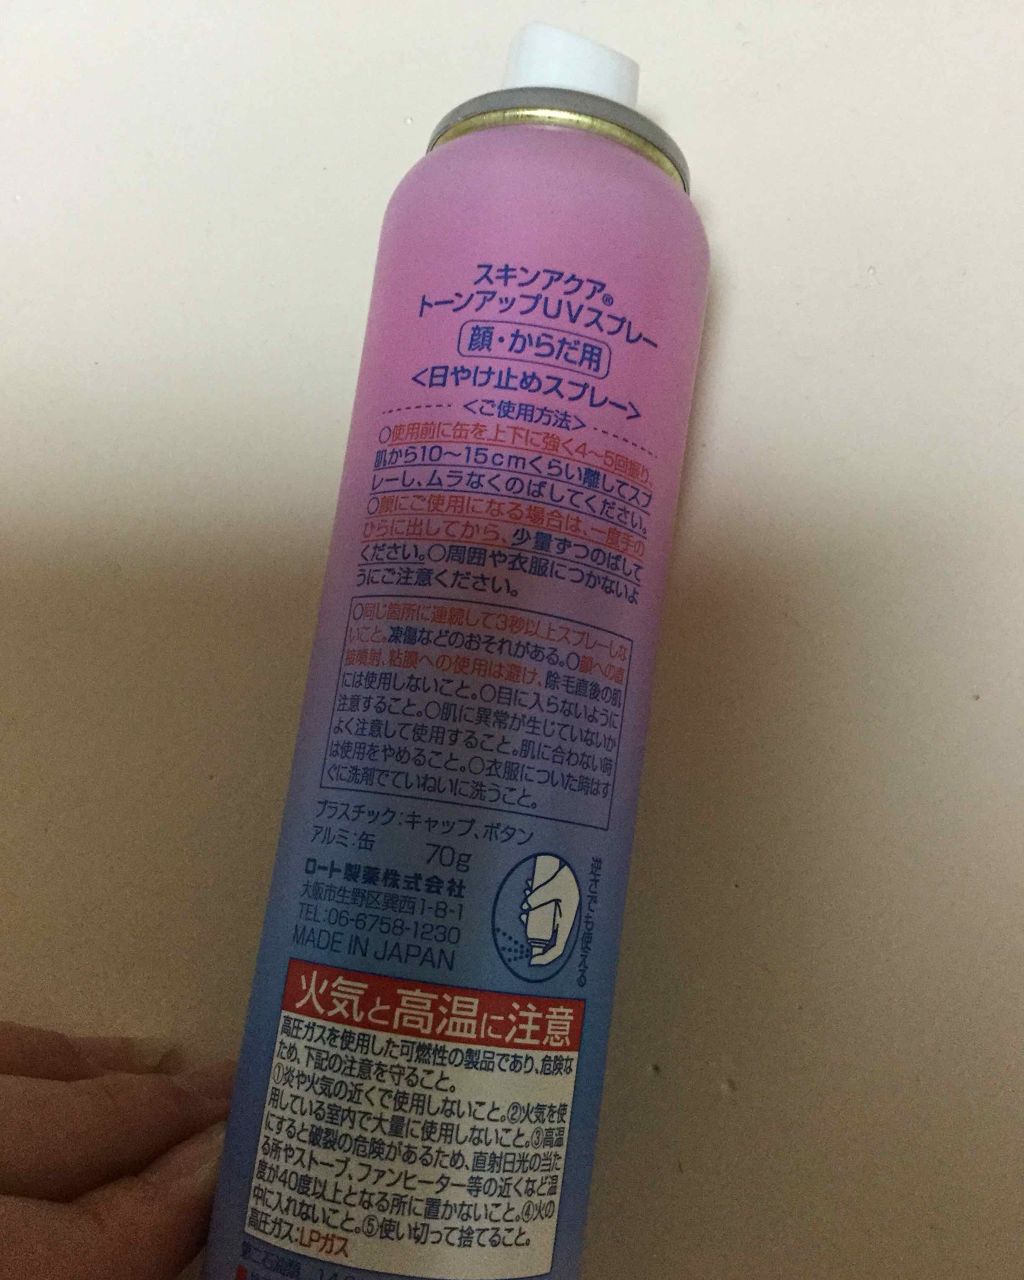 スキンアクア®
トーンアップUVスプレー
顔・からだ用
<日やけ止めスプレー>
<ご使用方法>
○使用前に缶を上下に強く4〜5回振り、
肌から10〜15cmくらい離してスプ
レーし、ムラなくのばしてください。
○顔にご使用になる場合は、一度手の
ひらに出してから、少量ずつのばして
ください。○周囲や衣服につかないよ
うにご注意ください。
○同じ箇所に連続して3秒以上スプレーしな
いこと。凍傷などのおそれがある。○顔への直
接噴射、粘膜への使用は避け、除毛直後の肌
には使用しないこと。○目に入らないように
注意すること。○肌に異常が生じていないか
よく注意して使用すること。肌に合わない時
は使用をやめること。○衣服についた時はす
ぐに洗剤でていねいに洗うこと。
プラスチック:キャップ、ボタン
アルミ:缶
70g
ロート製薬株式会社
大阪市生野区巽西1-8-1
TEL:06-6758-1230
MADE IN JAPAN
逆さでも使える
火気と高温に注意
高圧ガスを使用した可燃性の製品であり、危険な
ため、下記の注意を守ること。
①炎や火気の近くで使用しないこと。②火気を使
用している室内で大量に使用しないこと。③高温
にすると破裂の危険があるため、直射日光の当た
る所やストーブ、ファンヒーター等の近くなど温
度が40度以上となる所に置かないこと。④火の
中に入れないこと。⑤使い切って捨てること。
高圧ガス:LPガス
第二石油類